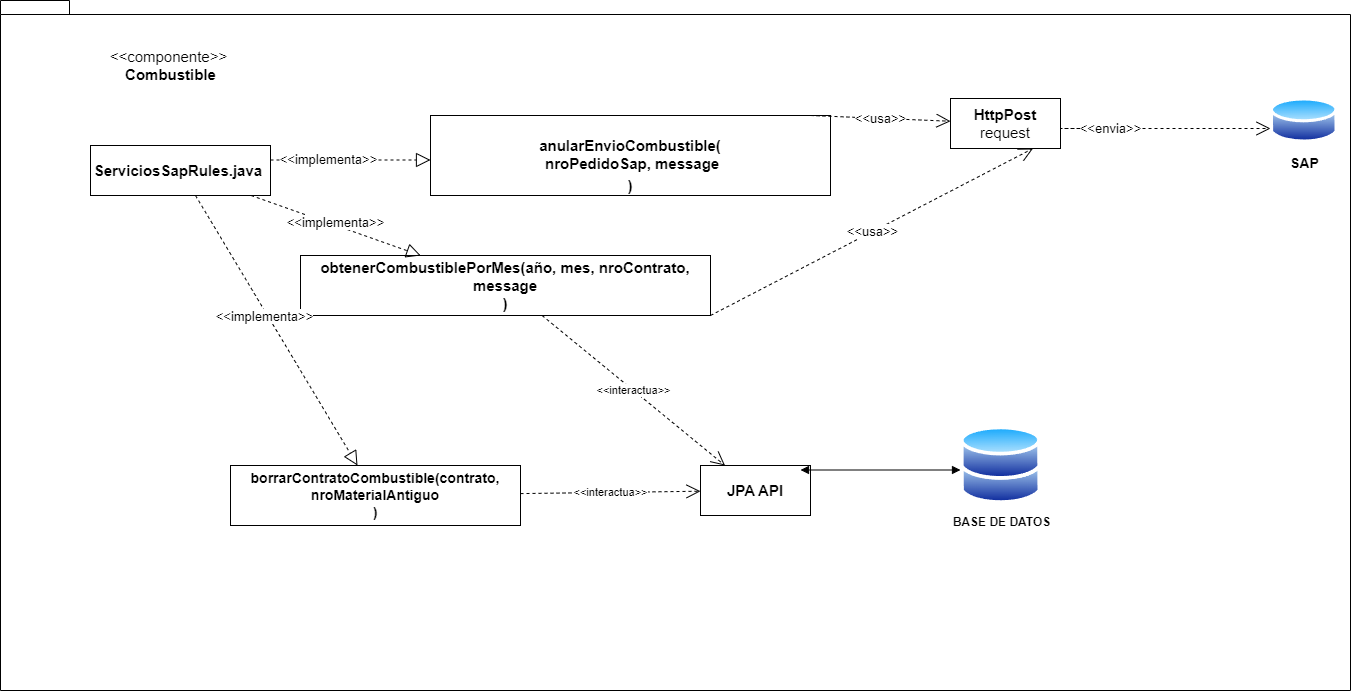 <<componente>>
Combustible
ServiciosSapRules.java
<<implementa>>
anularEnvioCombustible(
nroPedidoSap, message
)
<<usa>>
HttpPost
request
<<envia>>
SAP
<<implementa>>
obtenerCombustiblePorMes(año, mes, nroContrato,
message
)
<<usa>>
<<implementa>>
<<interactua>>
borrarContratoCombustible(contrato,
nroMaterialAntiguo
)
<<interactua>>
JPA API
BASE DE DATOS